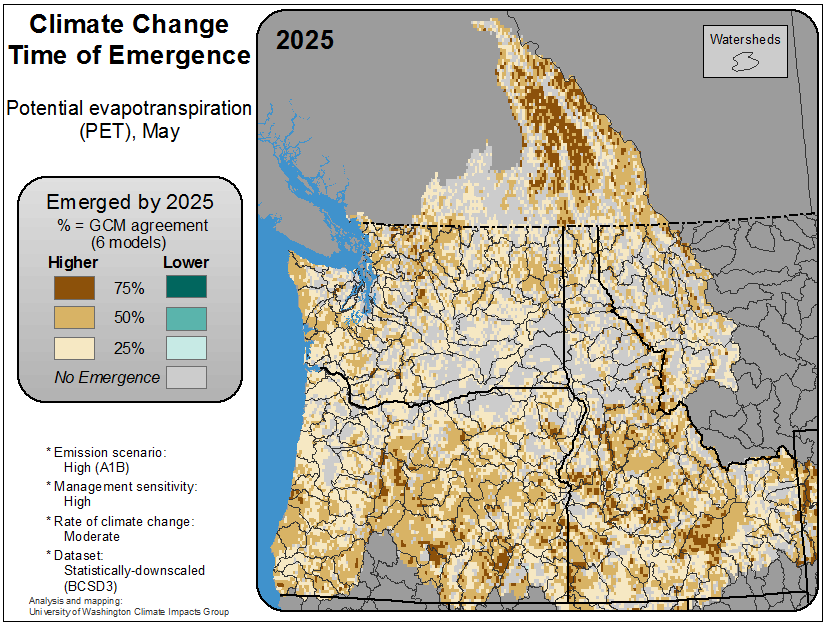 Climate Change
Time of Emergence
Potential evapotranspiration
(PET), May
Emerged by 2025
% = GCM agreement
(6 models)
Higher
Lower
75%
50%
25%
No Emergence
* Emission scenario:
High (A1B)
* Management sensitivity:
High
* Rate of climate change:
Moderate
* Dataset:
Statistically-downscaled
(BCSD3)
Analysis and mapping:
University of Washington Climate Impacts Group
2025
Watersheds